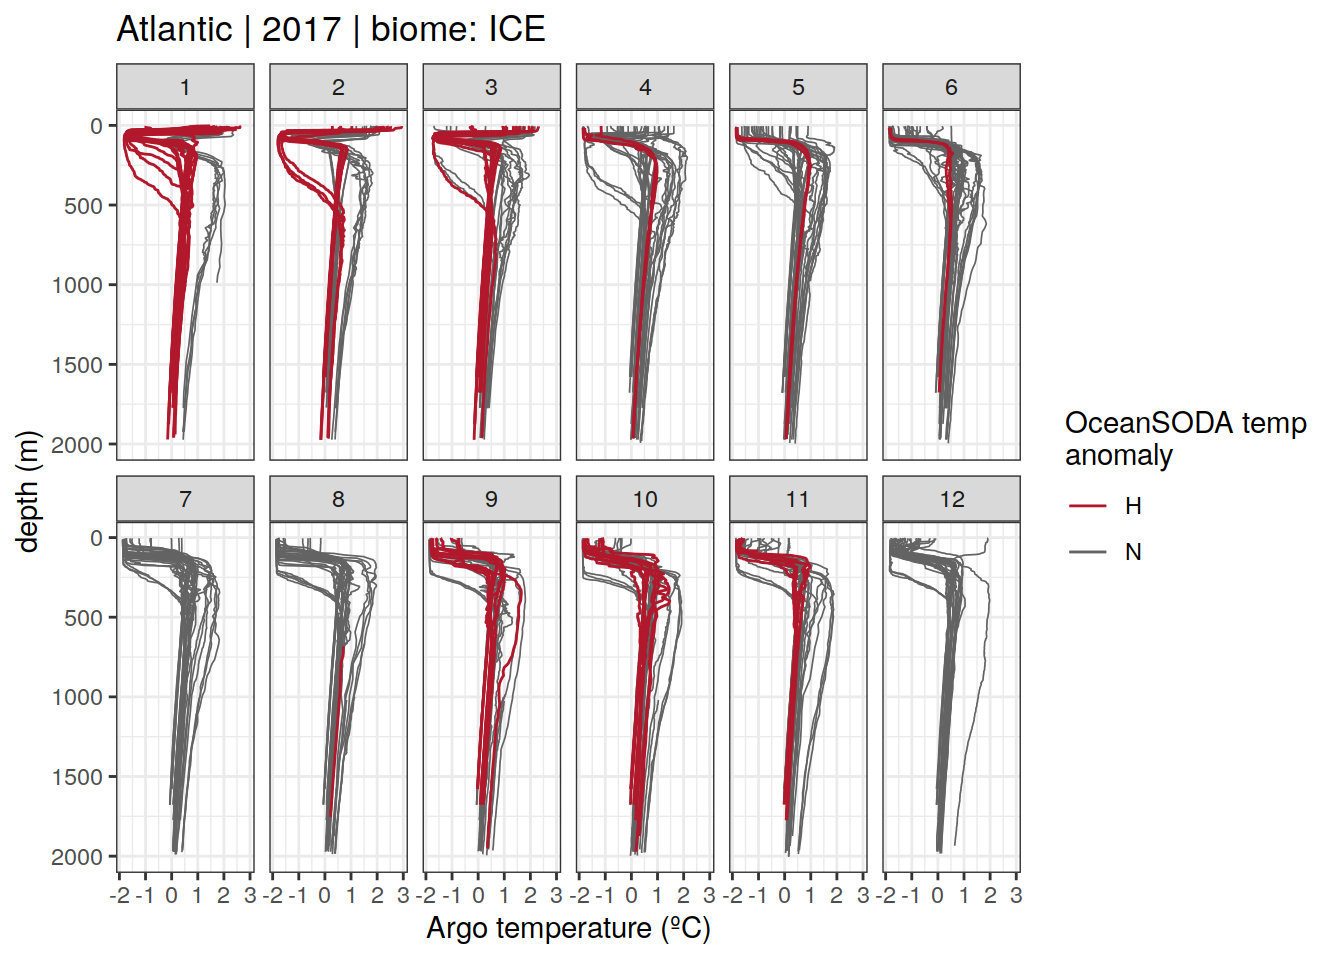 Atlantic | 2017 | biome: ICE
1 2 3 4 5 6
0
500
1000
1500
2000
7 8 9 10 11 12
0
500
1000
1500
2000
-2 -1 0 1 2 3 -2 -1 0 1 2 3 -2 -1 0 1 2 3 -2 -1 0 1 2 3 -2 -1 0 1 2 3 -2 -1 0 1 2 3
Argo temperature (ºC)
depth (m)
OceanSODA temp
anomaly
H
N